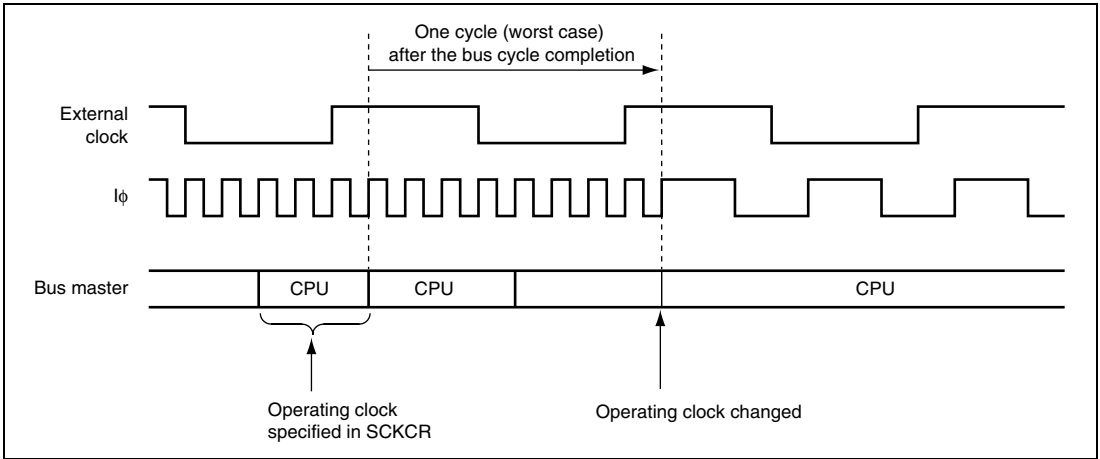 One cycle (worst case)
after the bus cycle completion
External
clock
Iϕ
Bus master
CPU
CPU
CPU
Operating clock
specified in SCKCR
Operating clock changed